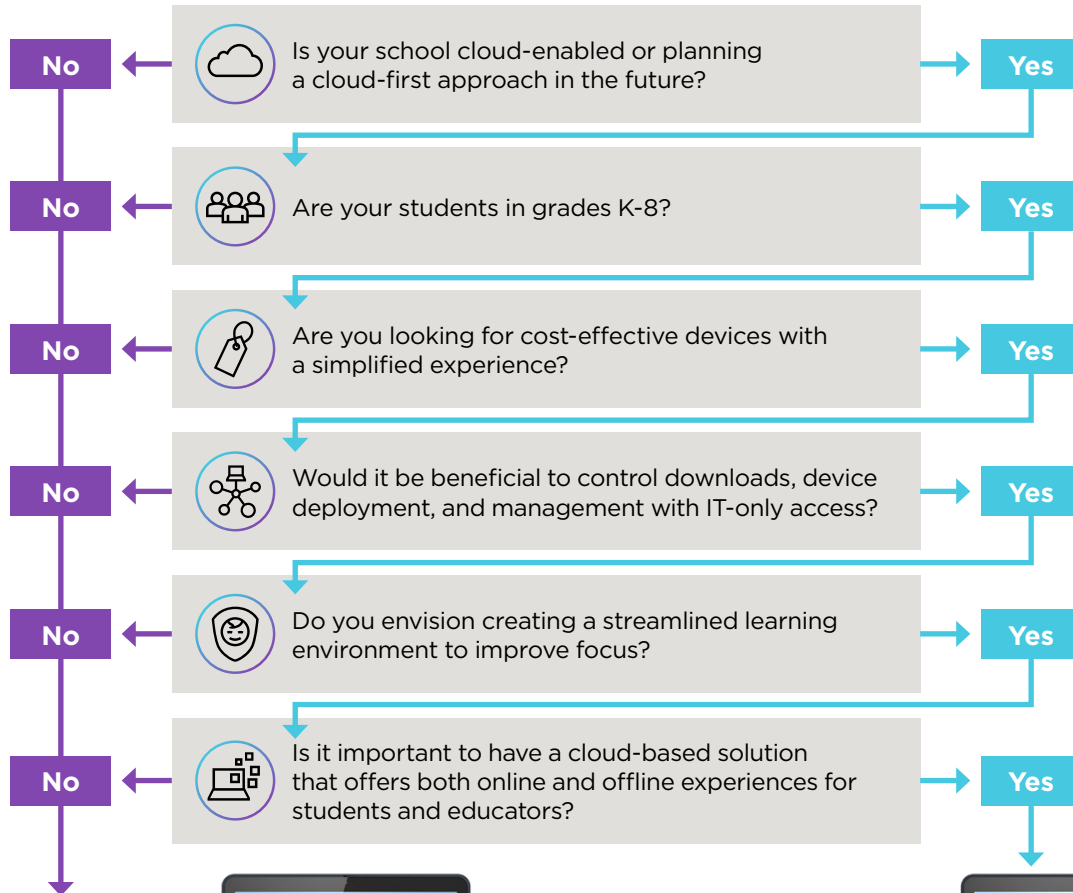 No
Is your school cloud-enabled or planning
a cloud-first approach in the future?
Yes
No
Are your students in grades K-8?
Yes
No
Are you looking for cost-effective devices with
a simplified experience?
Yes
No
Would it be beneficial to control downloads, device
deployment, and management with IT-only access?
Yes
No
Do you envision creating a streamlined learning
environment to improve focus?
Yes
No
Is it important to have a cloud-based solution
that offers both online and offline experiences for
students and educators?
Yes